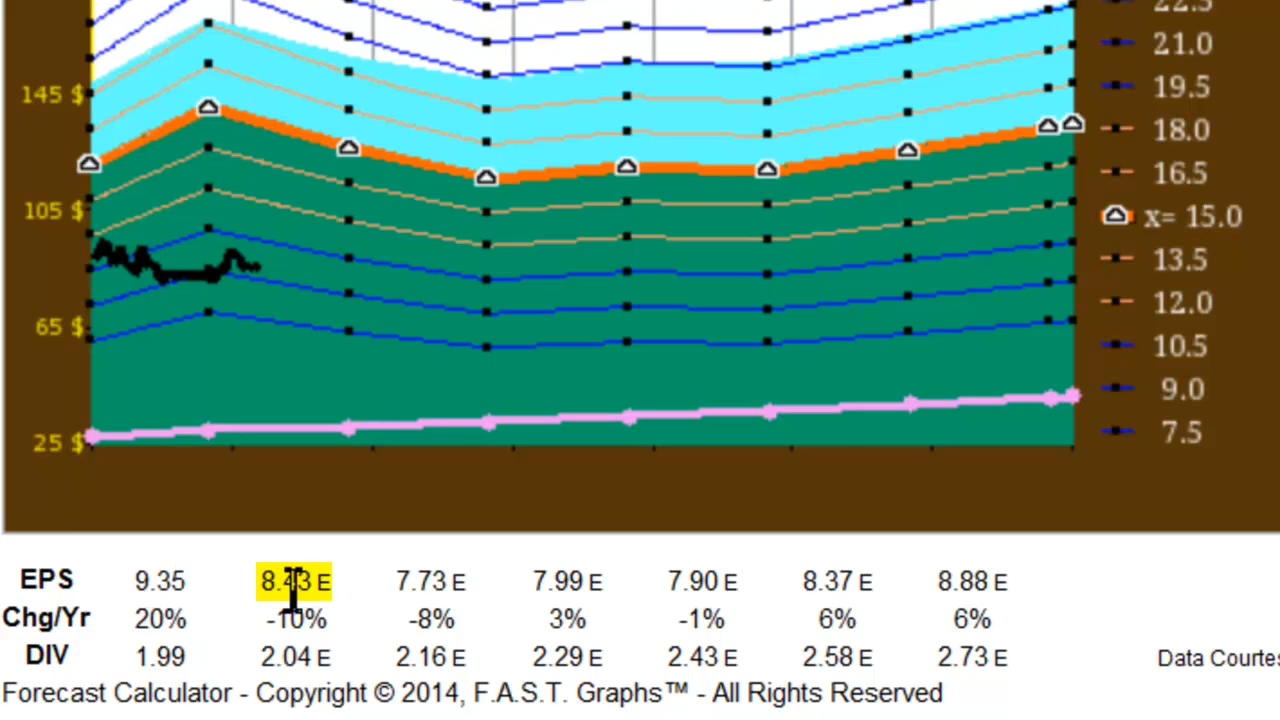 22.5
145 $ 21.0
19.5
18.0
16.5
105 $ x= 15.0
13.5
65 $ 12.0
10.5
9.0
25 $ 7.5
EPS 9.35 8.43 E 7.73 E 7.99 E 7.90 E 8.37 E 8.88 E
Chg/Yr 20% -10% -8% 3% -1% 6% 6%
DIV 1.99 2.04 E 2.16 E 2.29 E 2.43 E 2.58 E 2.73 E Data Courtes
Forecast Calculator - Copyright © 2014, F.A.S.T. Graphs™ - All Rights Reserved